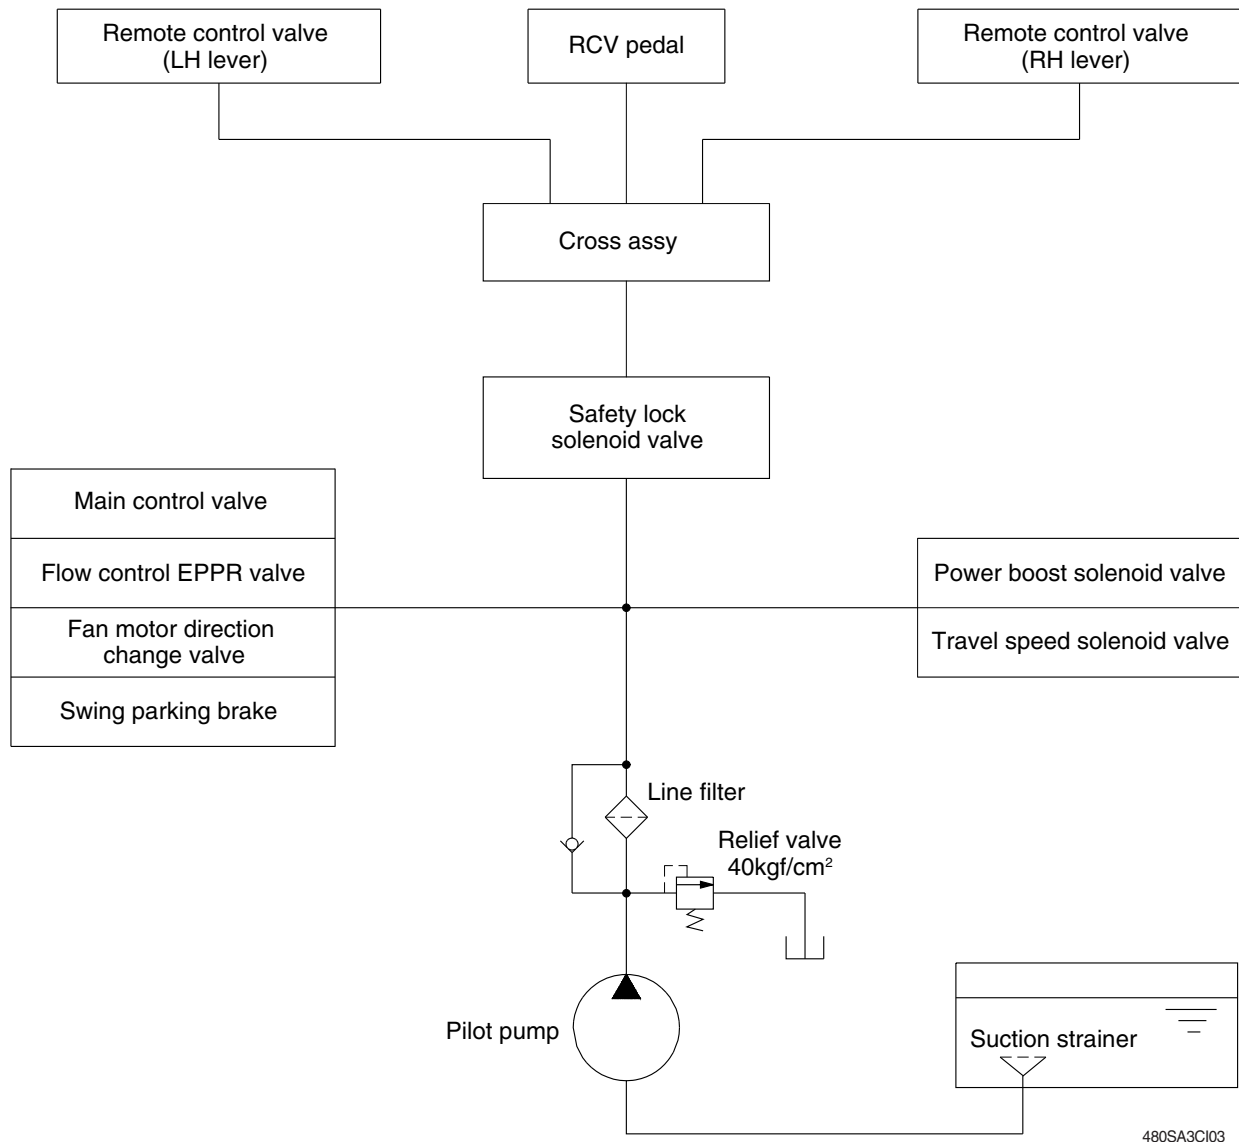 Remote control valve
(LH lever)
RCV pedal
Remote control valve
(RH lever)
Cross assy
Safety lock
solenoid valve
Main control valve
Flow control EPPR valve
Fan motor direction
change valve
Swing parking brake
Power boost solenoid valve
Travel speed solenoid valve
Line filter
Relief valve
40kgf/cm²
Pilot pump
Suction strainer
480SA3CI03